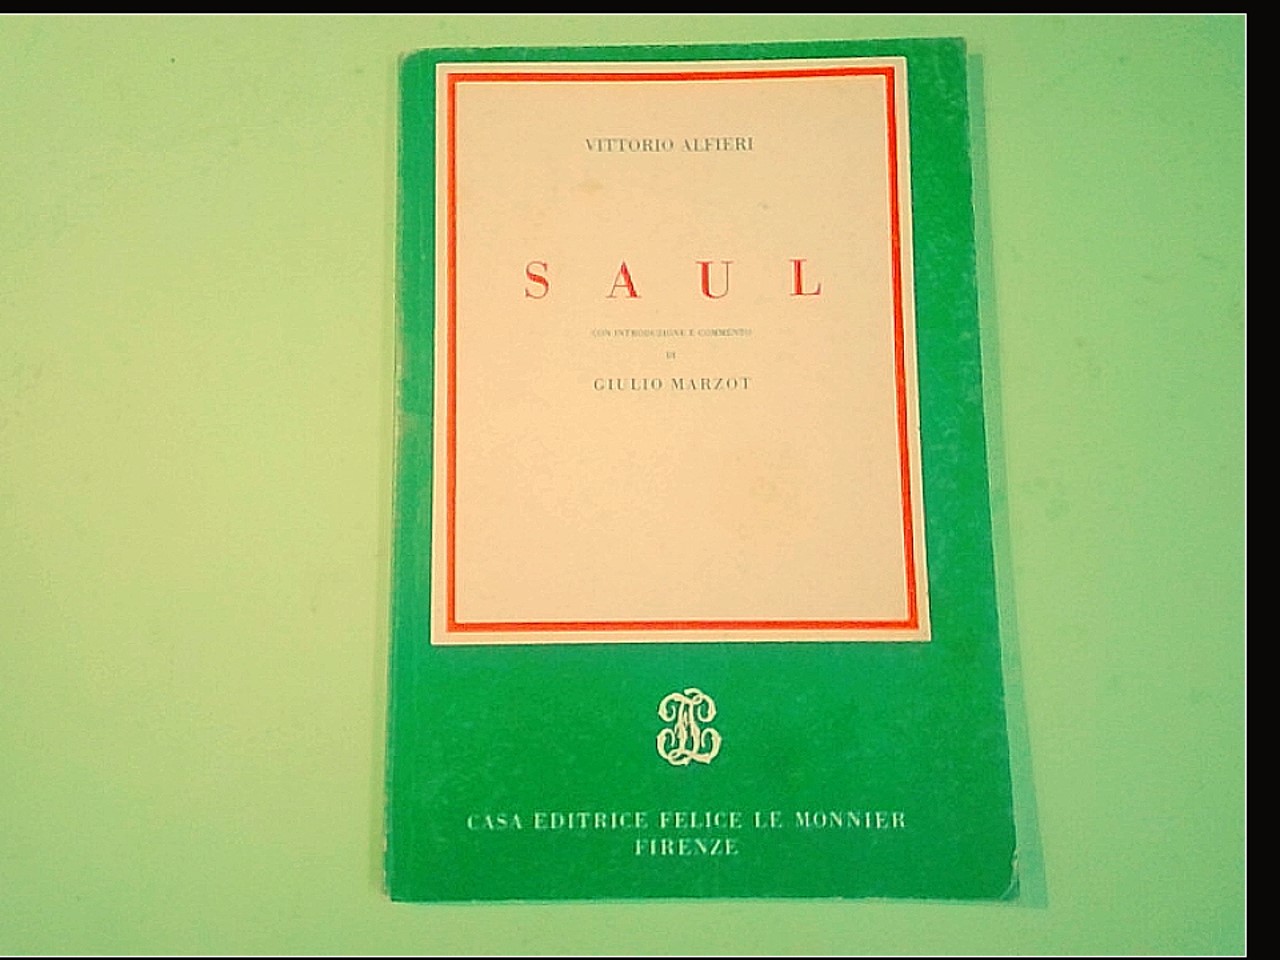 VITTORIO ALFIERI
SAUL
CON INTRODUZIONE E COMMENTO
DI
GIULIO MARZOT
CASA EDITRICE FELICE LE MONNIER
FIRENZE